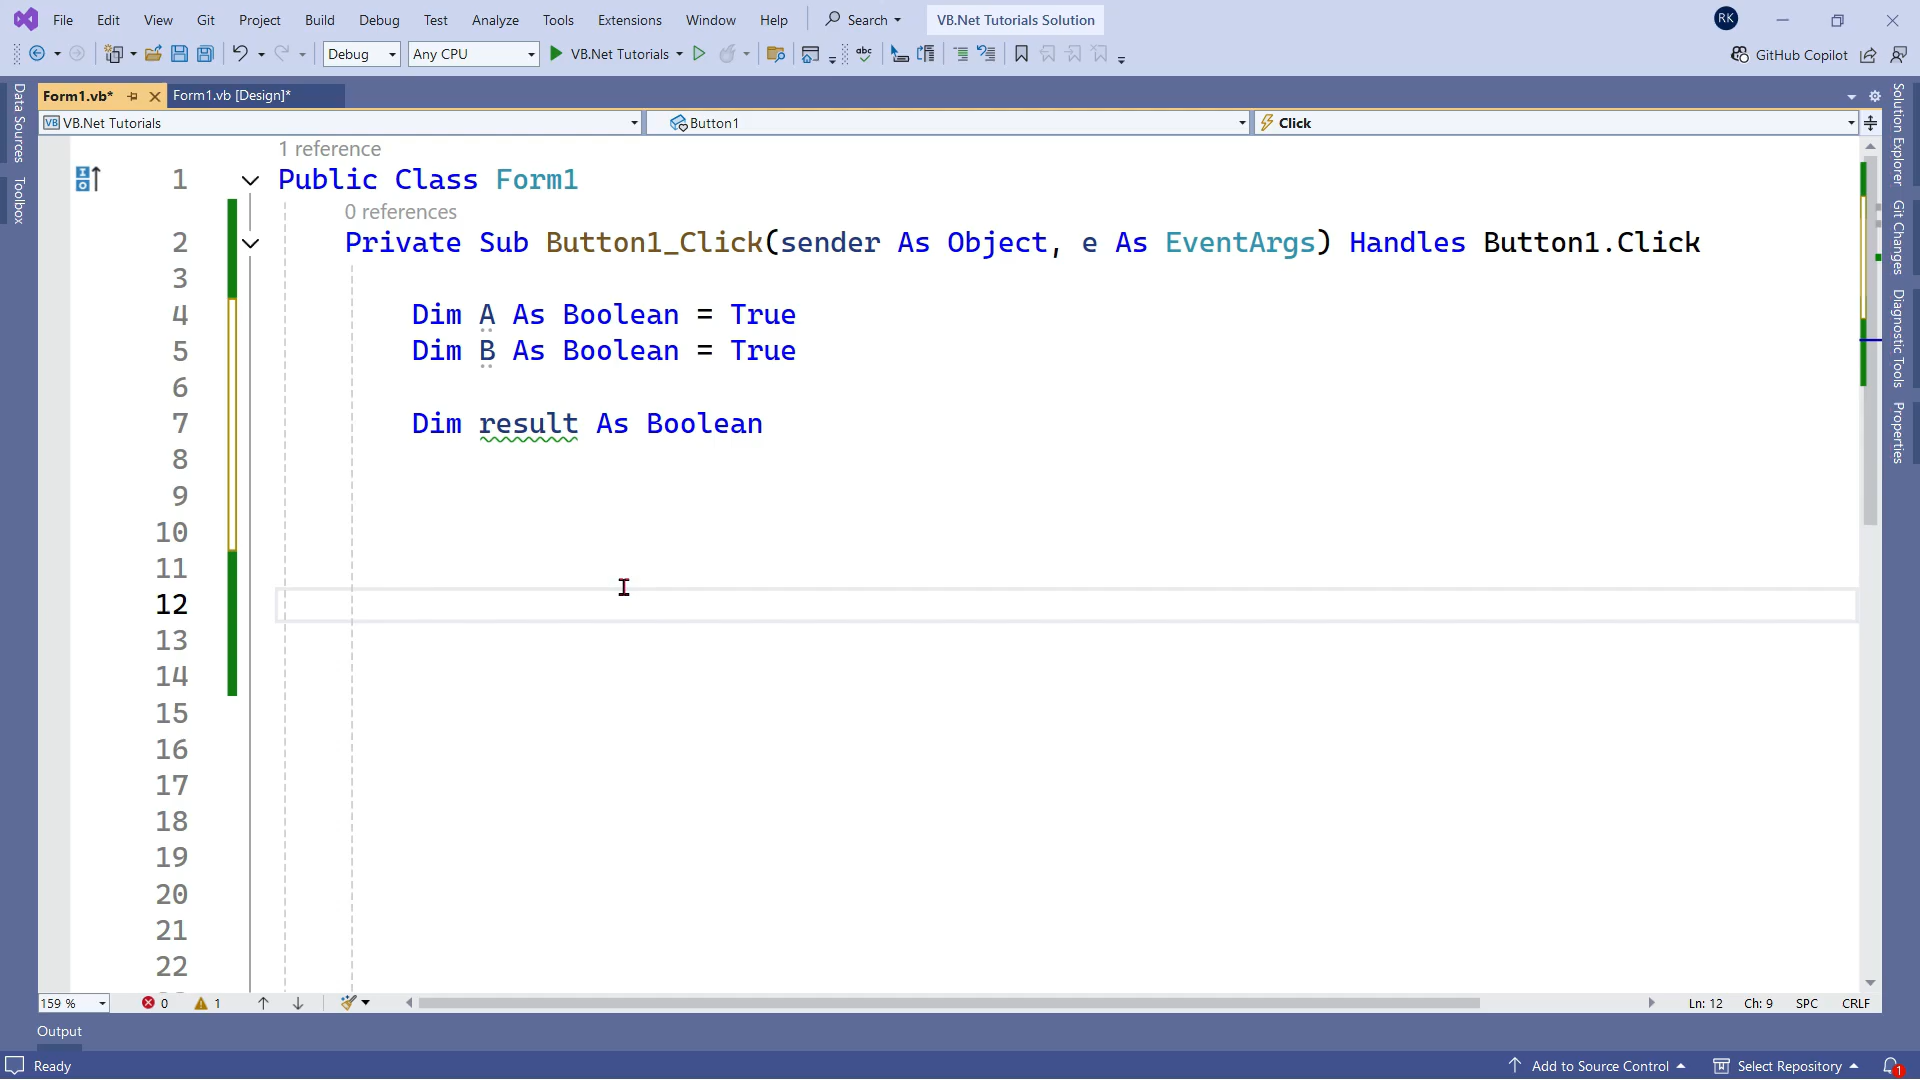 File Edit View Git Project Build Debug Test Analyze Tools Extensions Window Help Search VB.Net Tutorials Solution RK
Debug Any CPU VB.Net Tutorials abc GitHub Copilot
Form1.vb* Form1.vb [Design]*
VB VB.Net Tutorials Button1 Click
Data Sources
Toolbox
1 reference
1 Public Class Form1
0 references
2 Private Sub Button1_Click(sender As Object, e As EventArgs) Handles Button1.Click
3
4 Dim A As Boolean = True
5 Dim B As Boolean = True
6
7 Dim result As Boolean
8
9
10
11
12
13
14
15
16
17
18
19
20
21
22
Solution Explorer
Git Changes
Diagnostic Tools
Properties
159 % 0 1 Ln: 12 Ch: 9 SPC CRLF
Output
Ready Add to Source Control Select Repository 1